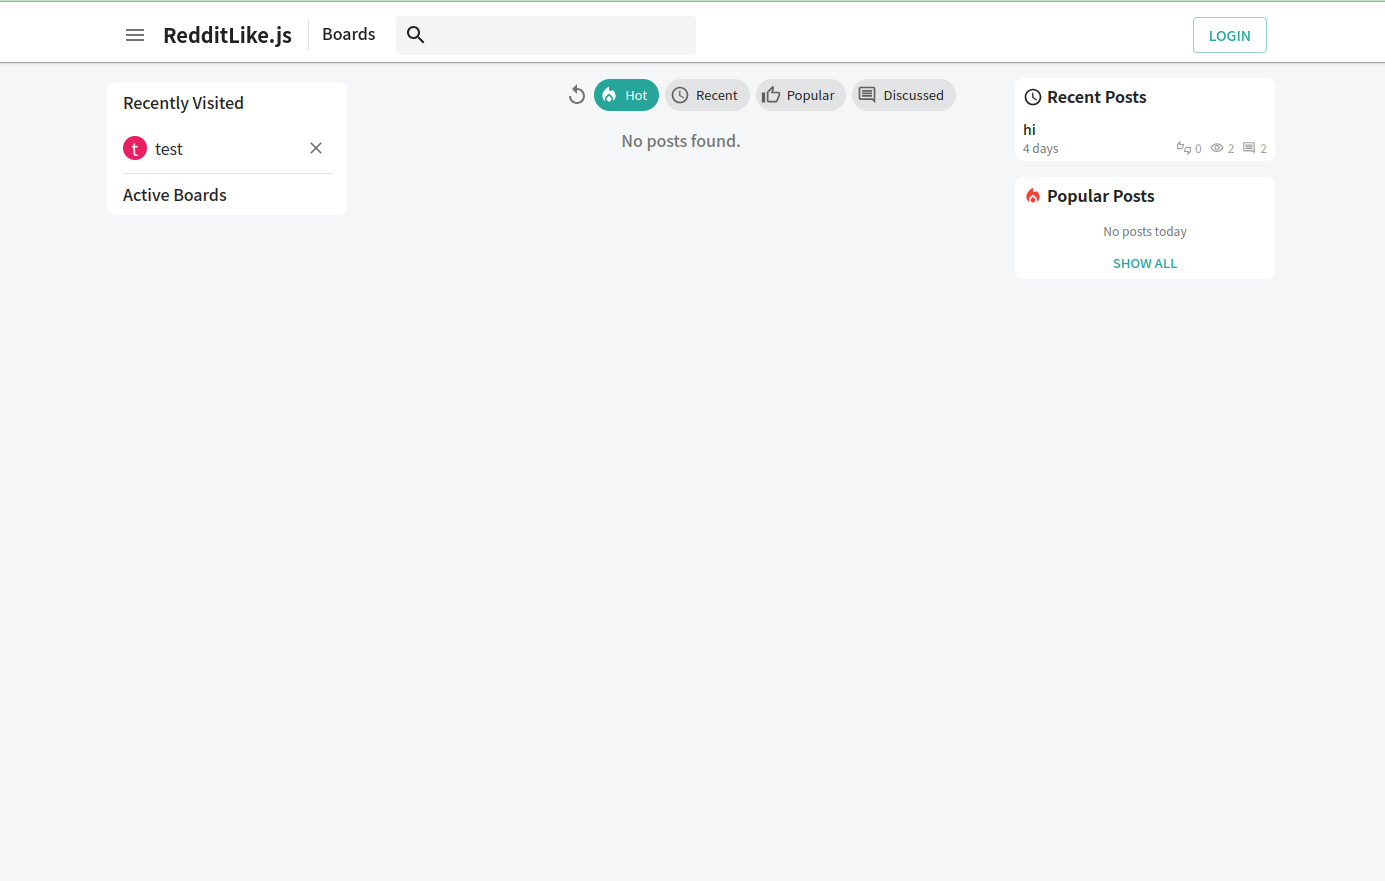 RedditLike.js
Boards
LOGIN
Recently Visited
t test
Active Boards
Hot Recent Popular Discussed
No posts found.
Recent Posts
hi
4 days 0 2 2
Popular Posts
No posts today
SHOW ALL